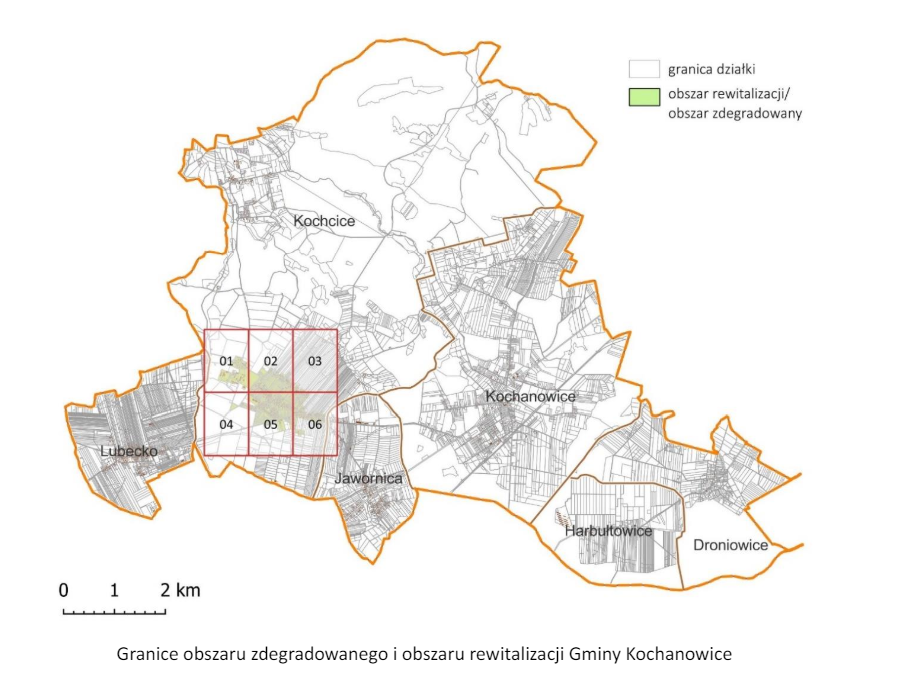 granica działki
obszar rewitalizacji/
obszar zdegradowany
Kochcice
01 02 03
Kochanowice
04 05 06
Lubecko
Jawornica
Harbułtowice
Droniowice
0 1 2 km
Granice obszaru zdegradowanego i obszaru rewitalizacji Gminy Kochanowice